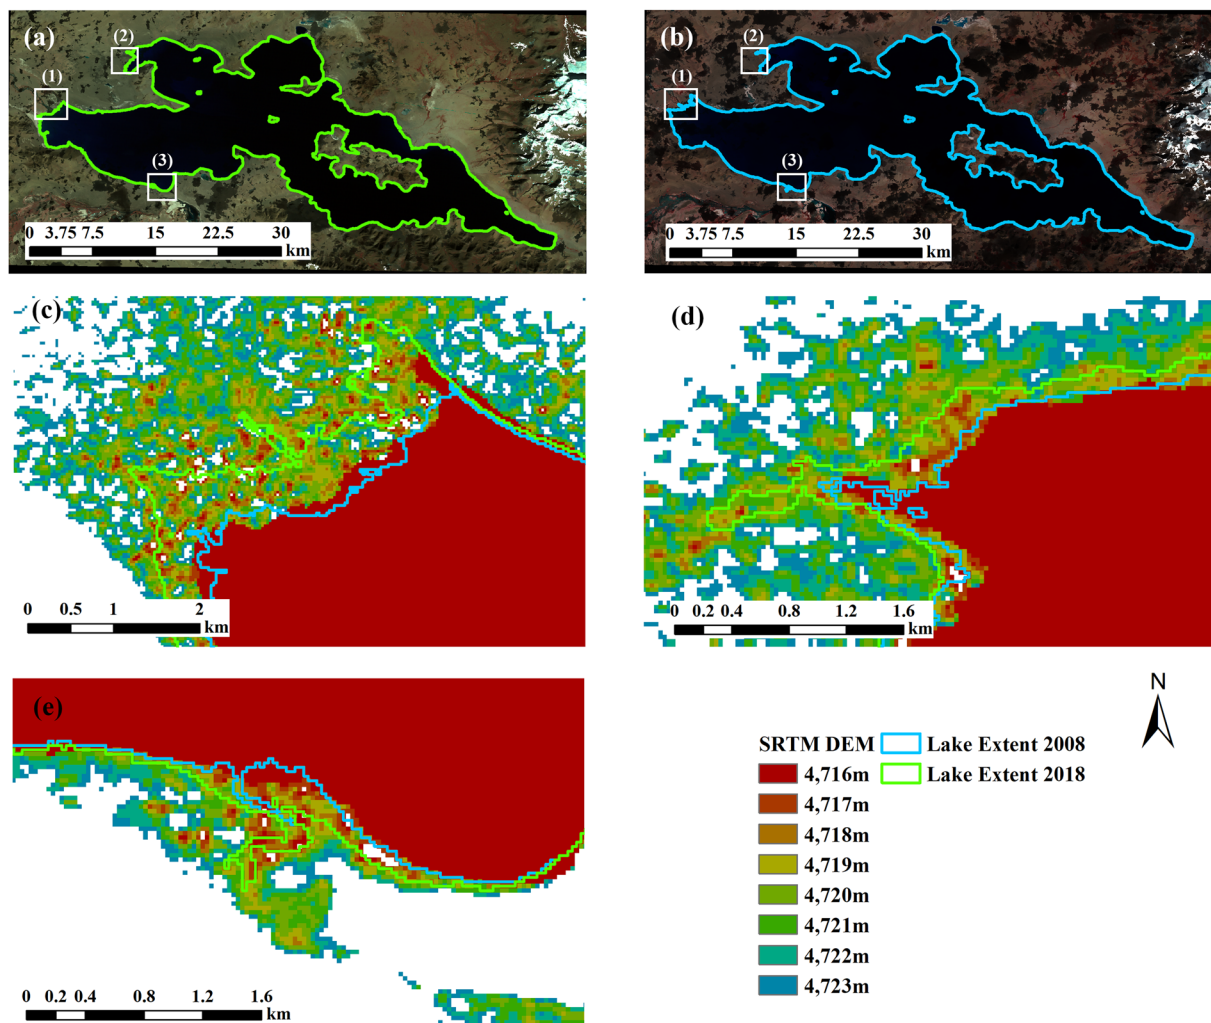 (a)
(2)
(1)
(3)
0 3.75 7.5 15 22.5 30
km
(b)
(2)
(1)
(3)
0 3.75 7.5 15 22.5 30
km
(c)
0 0.5 1 2
km
(d)
0 0.2 0.4 0.8 1.2 1.6
km
(e)
0 0.2 0.4 0.8 1.2 1.6
km
N
SRTM DEM
4,716m
4,717m
4,718m
4,719m
4,720m
4,721m
4,722m
4,723m
Lake Extent 2008
Lake Extent 2018